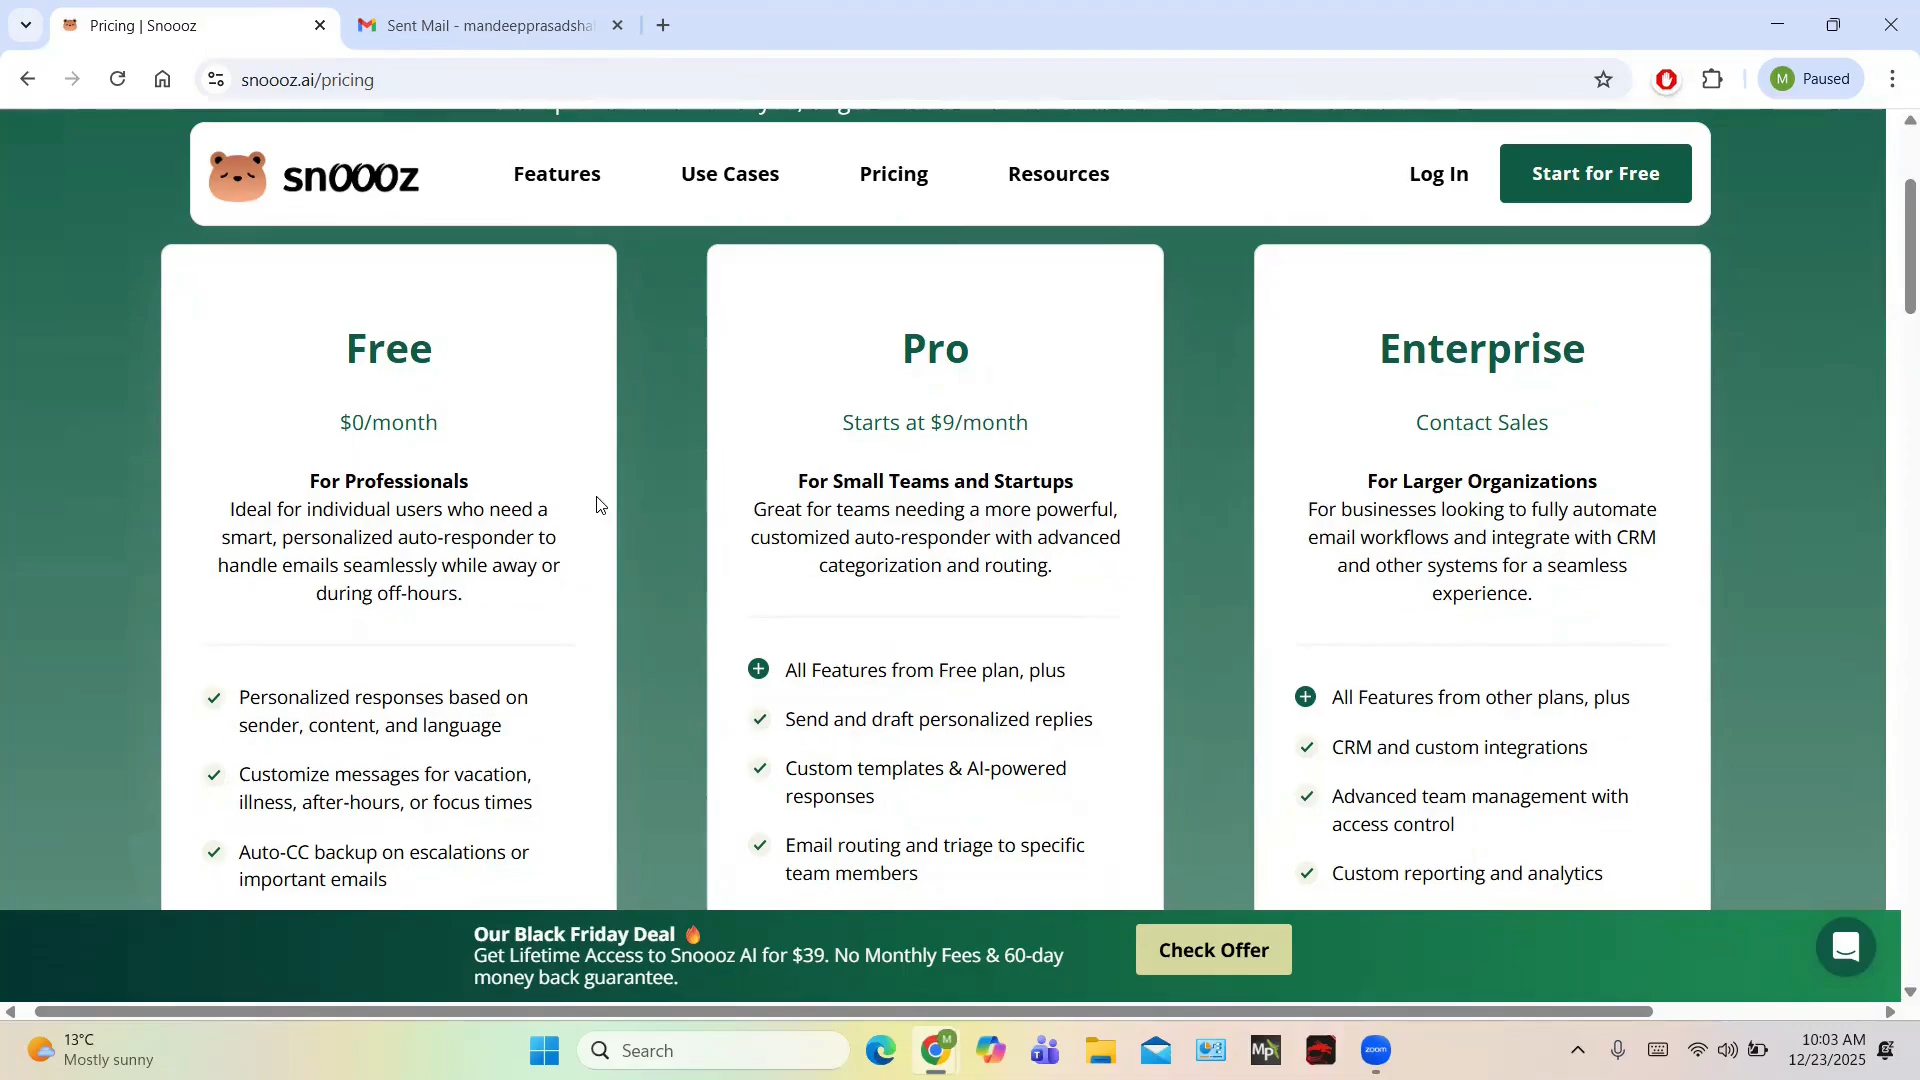 Pricing | Snoooz
Sent Mail - mandeepprasadsha
snoooz.ai/pricing
M Paused
snOOOz
Features
Use Cases
Pricing
Resources
Log In
Start for Free
Free
$0/month
For Professionals
Ideal for individual users who need a
smart, personalized auto-responder to
handle emails seamlessly while away or
during off-hours.
Personalized responses based on
sender, content, and language
Customize messages for vacation,
illness, after-hours, or focus times
Auto-CC backup on escalations or
important emails
Pro
Starts at $9/month
For Small Teams and Startups
Great for teams needing a more powerful,
customized auto-responder with advanced
categorization and routing.
All Features from Free plan, plus
Send and draft personalized replies
Custom templates & AI-powered
responses
Email routing and triage to specific
team members
Enterprise
Contact Sales
For Larger Organizations
For businesses looking to fully automate
email workflows and integrate with CRM
and other systems for a seamless
experience.
All Features from other plans, plus
CRM and custom integrations
Advanced team management with
access control
Custom reporting and analytics
Our Black Friday Deal
Get Lifetime Access to Snoooz AI for $39. No Monthly Fees & 60-day
money back guarantee.
Check Offer
13°C
Mostly sunny
Search
M
Mp
zoom
10:03 AM
12/23/2025